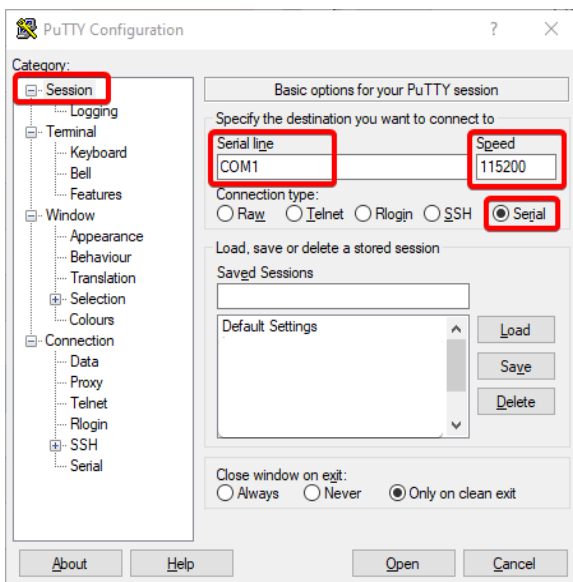 PuTTY Configuration
?
Category:
Session
Logging
Terminal
Keyboard
Bell
Features
Window
Appearance
Behaviour
Translation
Selection
Colours
Connection
Data
Proxy
Telnet
Rlogin
SSH
Serial
Basic options for your PuTTY session
Specify the destination you want to connect to
Serial line
Speed
COM1
115200
Connection type:
Raw Telnet Rlogin SSH Serial
Load, save or delete a stored session
Saved Sessions
Default Settings
Load
Save
Delete
Close window on exit:
Always Never Only on clean exit
About Help Open Cancel